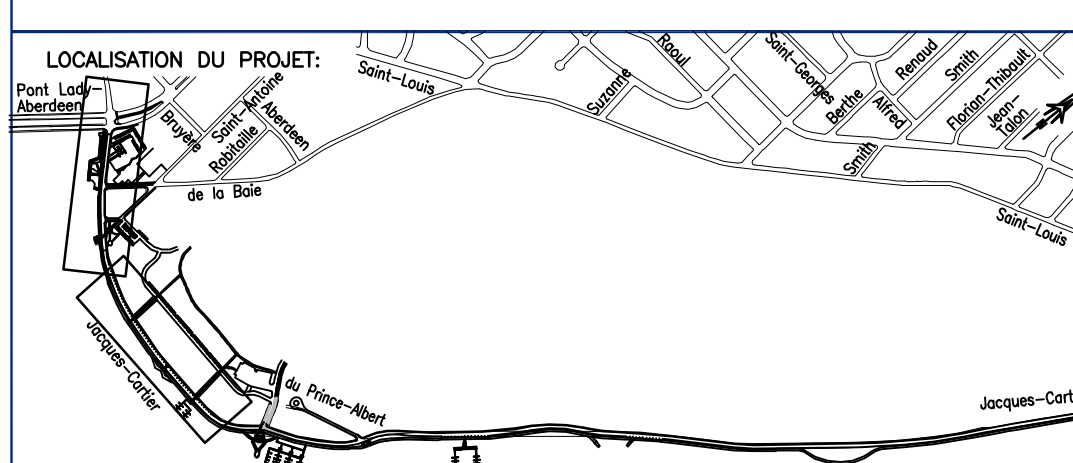 LOCALISATION DU PROJET:
Pont Lady-
Aberdeen
Bruyère
Saint-Antoine
Robitaille
Aberdeen
de la Baie
Saint-Louis
Suzanne
Raoul
Saint-Georges
Berthe
Alfred
Renaud
Smith
Florian-Thibault
Jean-
Talon
Smith
Saint-Louis
Jacques-Cartier
du Prince-Albert
Jacques-Cart